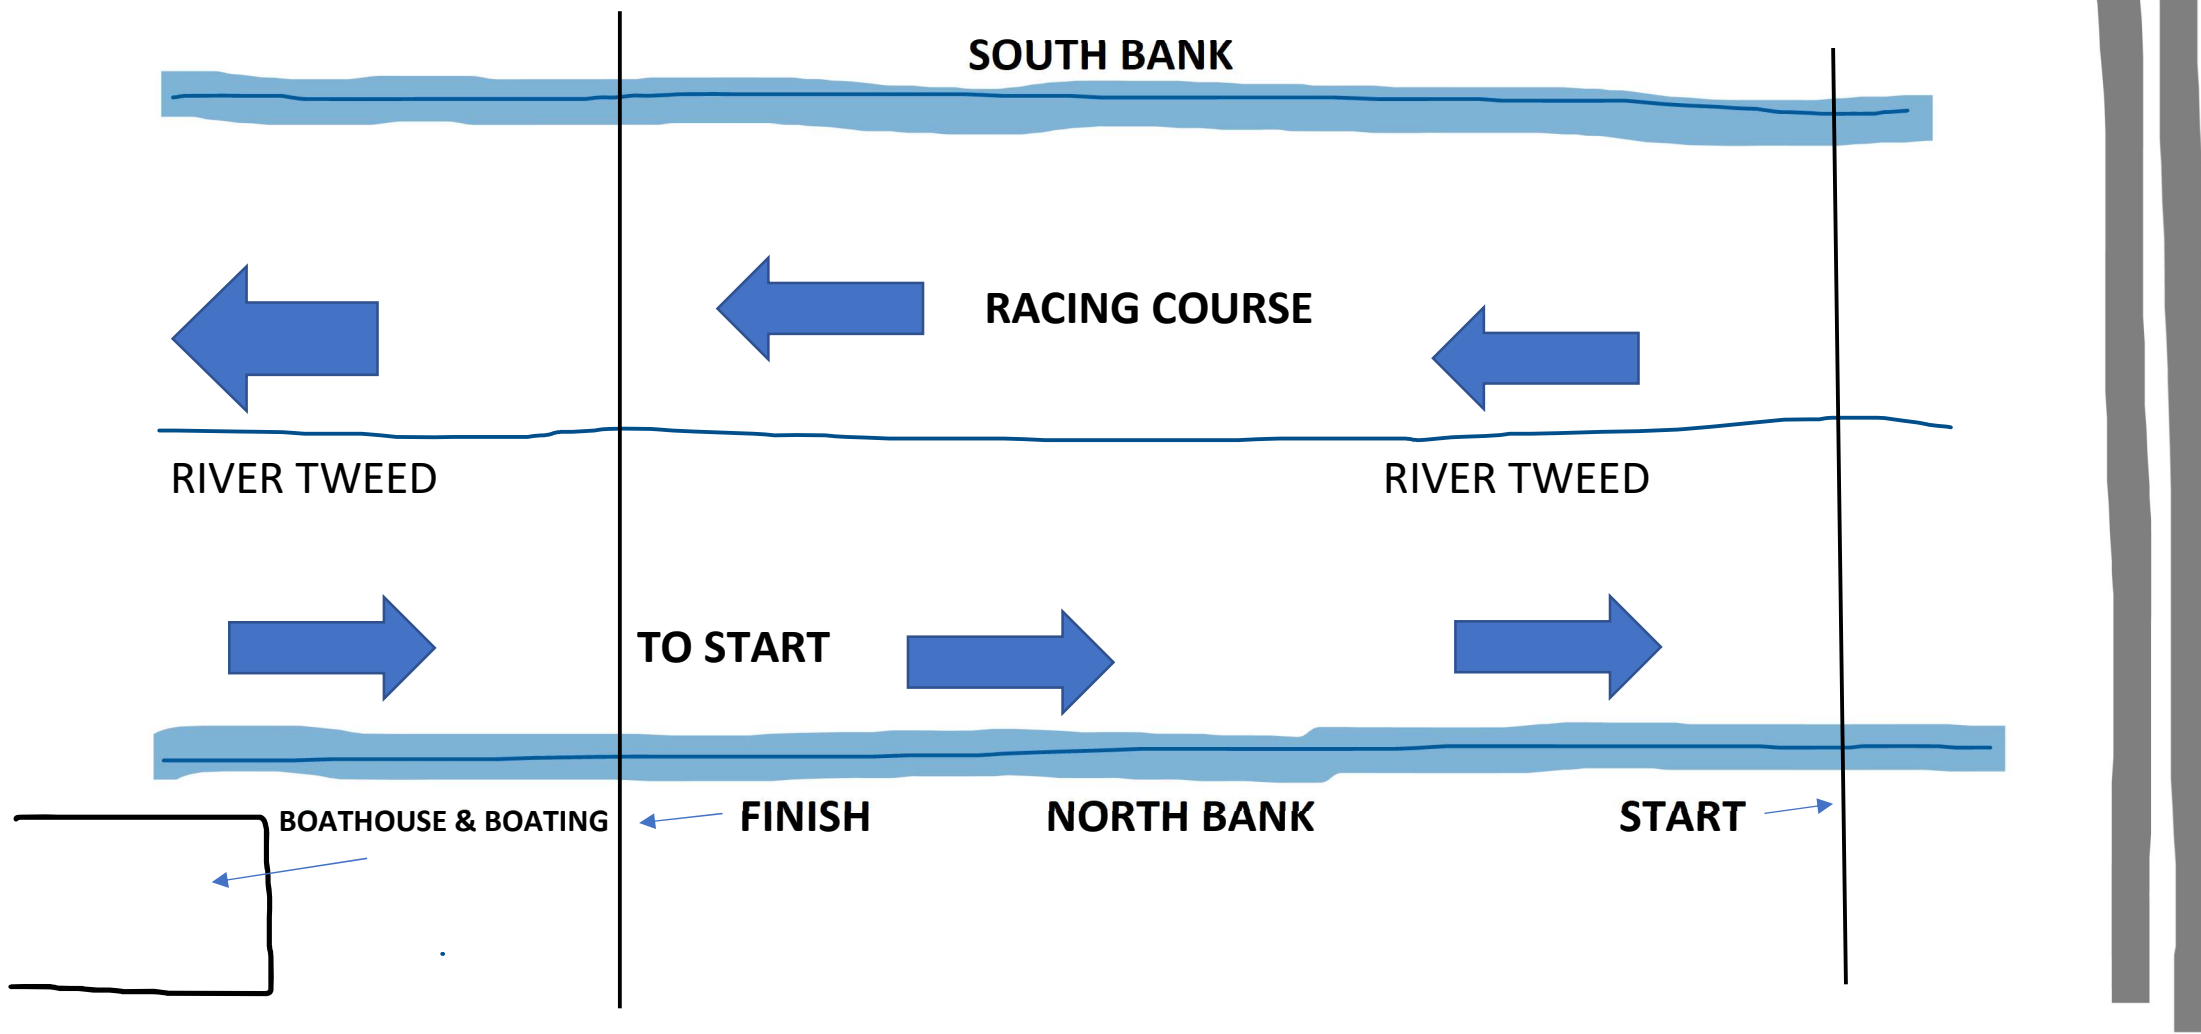 SOUTH BANK
RACING COURSE
RIVER TWEED
RIVER TWEED
TO START
BOATHOUSE & BOATING
FINISH
NORTH BANK
START